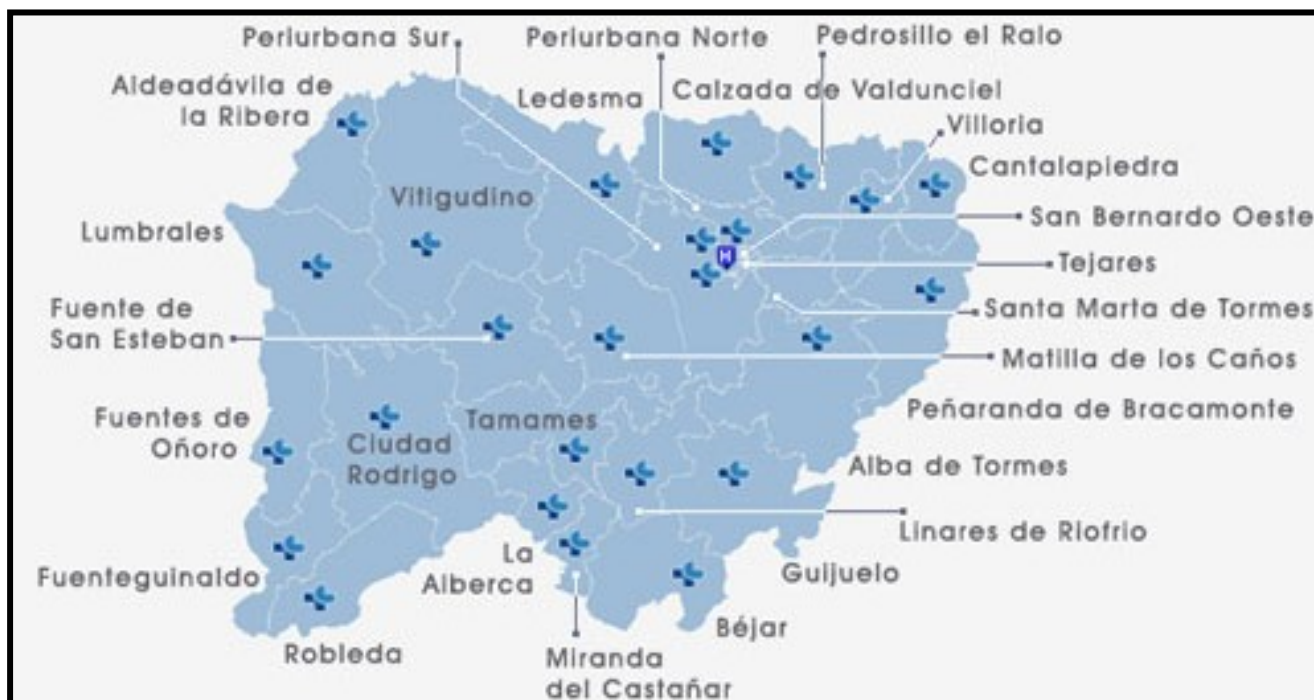 Periurbana Sur
Periurbana Norte
Pedrosillo el Ralo
Aldeadávila de
la Ribera
Ledesma
Calzada de Valdunciel
Villoria
Cantalapiedra
Vitigudino
San Bernardo Oeste
Lumbrales
Tejares
Fuente de
San Esteban
Santa Marta de Tormes
Matilla de los Caños
Fuentes de
Oñoro
Tamames
Peñaranda de Bracamonte
Ciudad
Rodrigo
Alba de Tormes
Linares de Riofrio
La
Alberca
Guijuelo
Fuenteguinaldo
Béjar
Robleda
Miranda
del Castañar
H